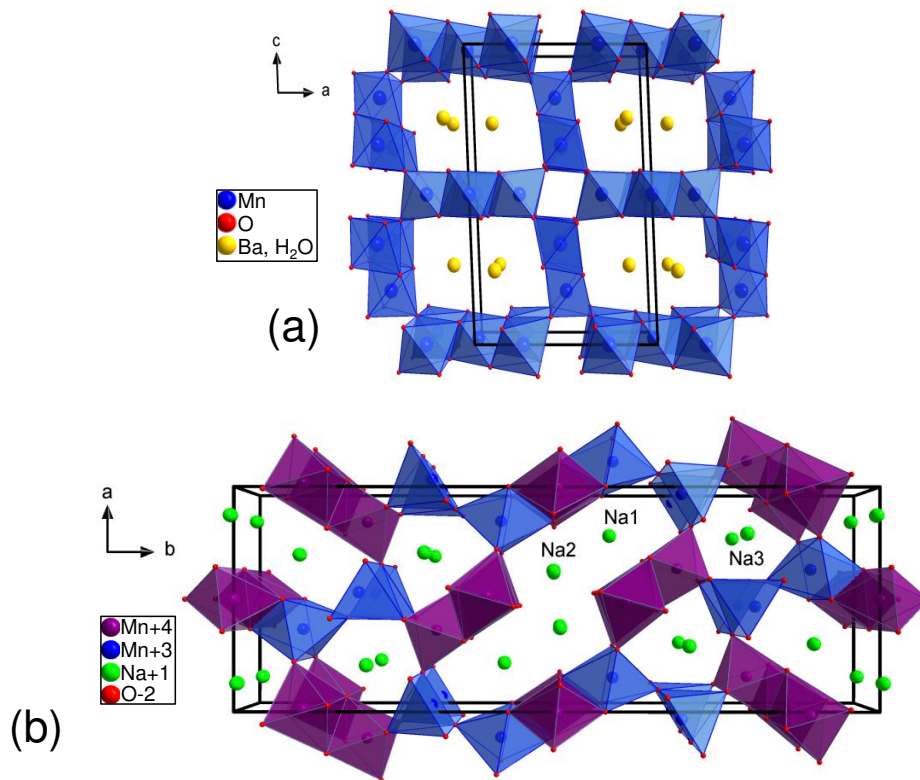 (a)
c
a
Mn
O
Ba, H₂O
(b)
a
b
Na1
Na2
Na3
Mn+4
Mn+3
Na+1
O-2